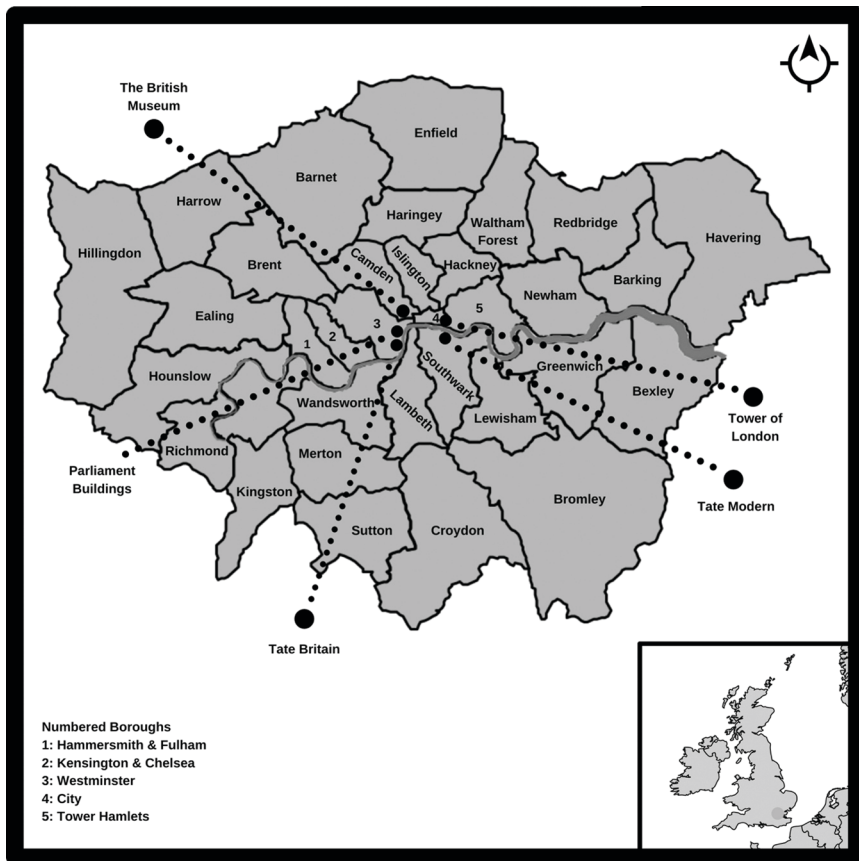 The British
Museum
Enfield
Barnet
Harrow
Haringey
Waltham
Forest
Redbridge
Havering
Hillingdon
Brent
Camden
Islington
Hackney
Barking
Newham
Ealing
1
2
3
4
5
Hounslow
Greenwich
Southwark
Bexley
Wandsworth
Lambeth
Lewisham
Tower of
London
Richmond
Merton
Parliament
Buildings
Kingston
Bromley
Tate Modern
Sutton
Croydon
Tate Britain
Numbered Boroughs
1: Hammersmith & Fulham
2: Kensington & Chelsea
3: Westminster
4: City
5: Tower Hamlets